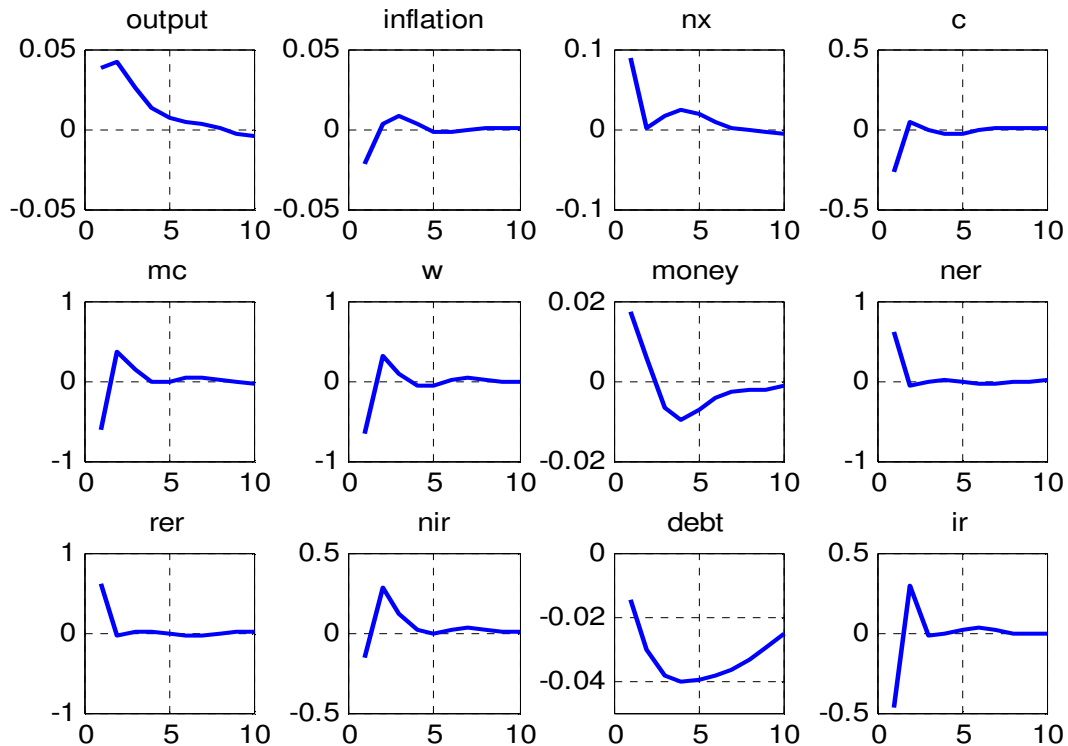 output inflation nx c
0.05 0.05 0.1 0.5
0 0 0 0
-0.05 -0.05 -0.1 -0.5
0 5 10 0 5 10 0 5 10 0 5 10
mc w money ner
1 1 0.02 1
0 0 0 0
-1 -1 -0.02 -1
0 5 10 0 5 10 0 5 10 0 5 10
rer nir debt ir
1 0.5 0 0.5
0 0 -0.02 0
-0.04
-1 -0.5 -0.5
0 5 10 0 5 10 0 5 10 0 5 10